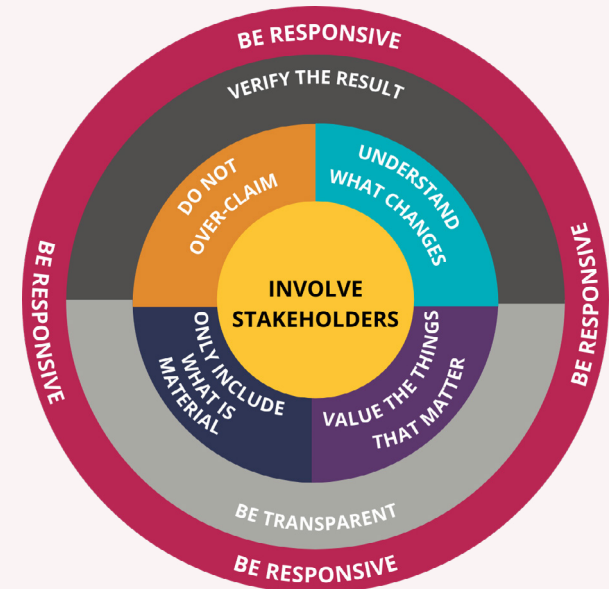 BE RESPONSIVE
VERIFY THE RESULT
DO NOT
OVER-CLAIM
UNDERSTAND
WHAT CHANGES
BE RESPONSIVE
INVOLVE
STAKEHOLDERS
BE RESPONSIVE
ONLY INCLUDE
WHAT IS
MATERIAL
VALUE THE THINGS
THAT MATTER
BE TRANSPARENT
BE RESPONSIVE